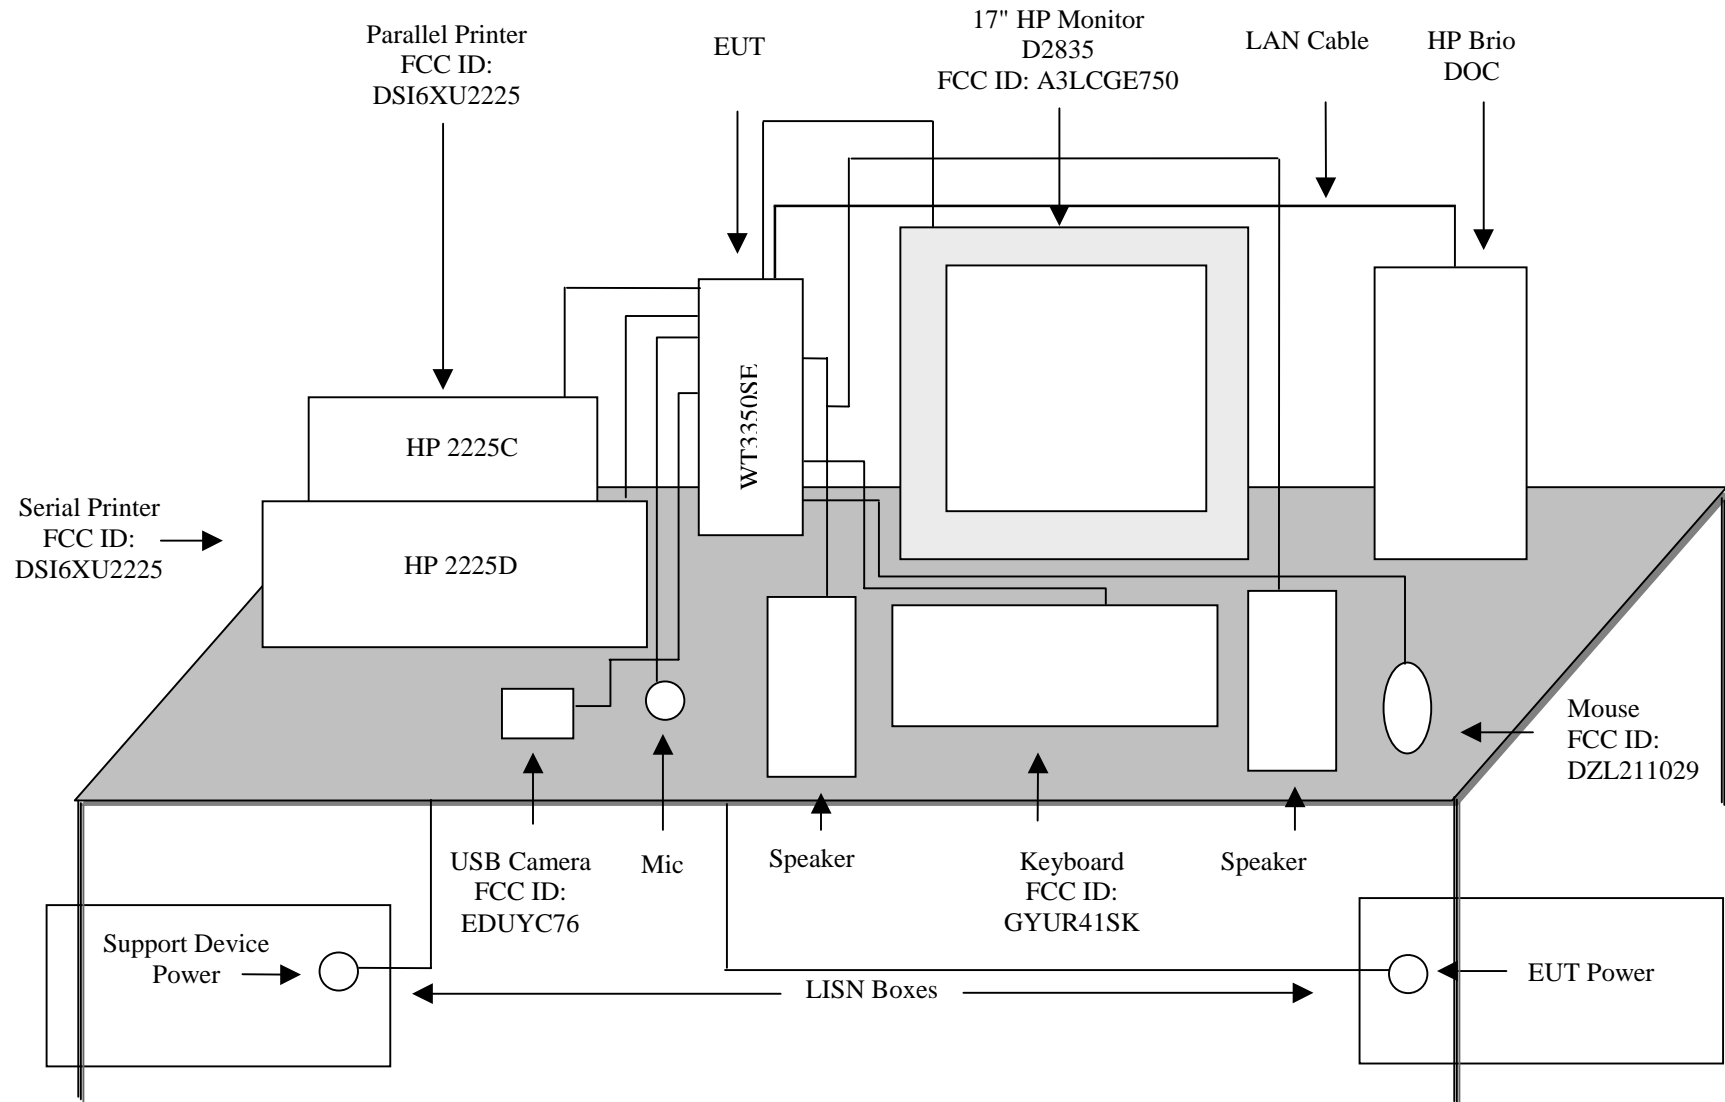 Parallel Printer
FCC ID:
DSI6XU2225
EUT
17" HP Monitor
D2835
FCC ID: A3LCGE750
LAN Cable
HP Brio
DOC
WT3350SE
HP 2225C
Serial Printer
FCC ID:
DSI6XU2225
HP 2225D
Mouse
FCC ID:
DZL211029
USB Camera
FCC ID:
EDUYC76
Mic
Speaker
Keyboard
FCC ID:
GYUR41SK
Speaker
Support Device
Power
LISN Boxes
EUT Power